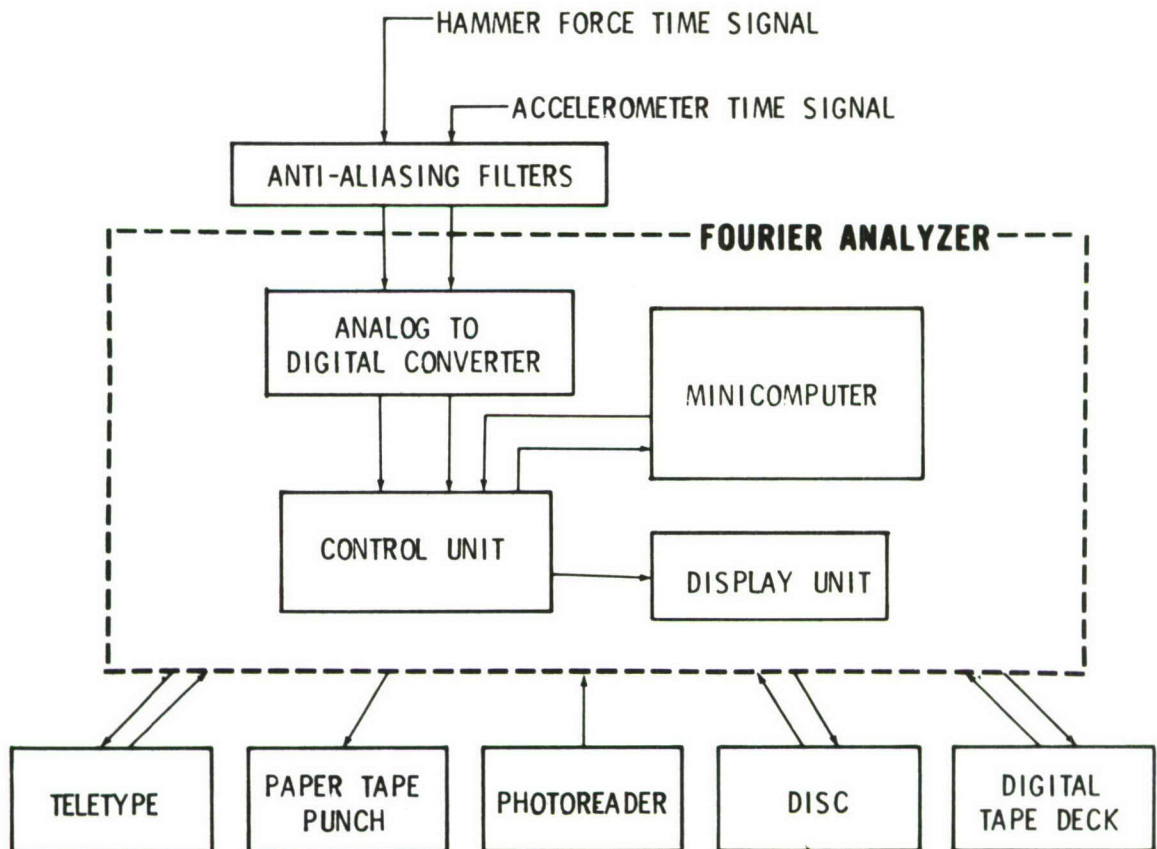 HAMMER FORCE TIME SIGNAL
ACCELEROMETER TIME SIGNAL
ANTI-ALIASING FILTERS
FOURIER ANALYZER
ANALOG TO
DIGITAL CONVERTER
MINICOMPUTER
CONTROL UNIT
DISPLAY UNIT
TELETYPE
PAPER TAPE
PUNCH
PHOTOREADER
DISC
DIGITAL
TAPE DECK